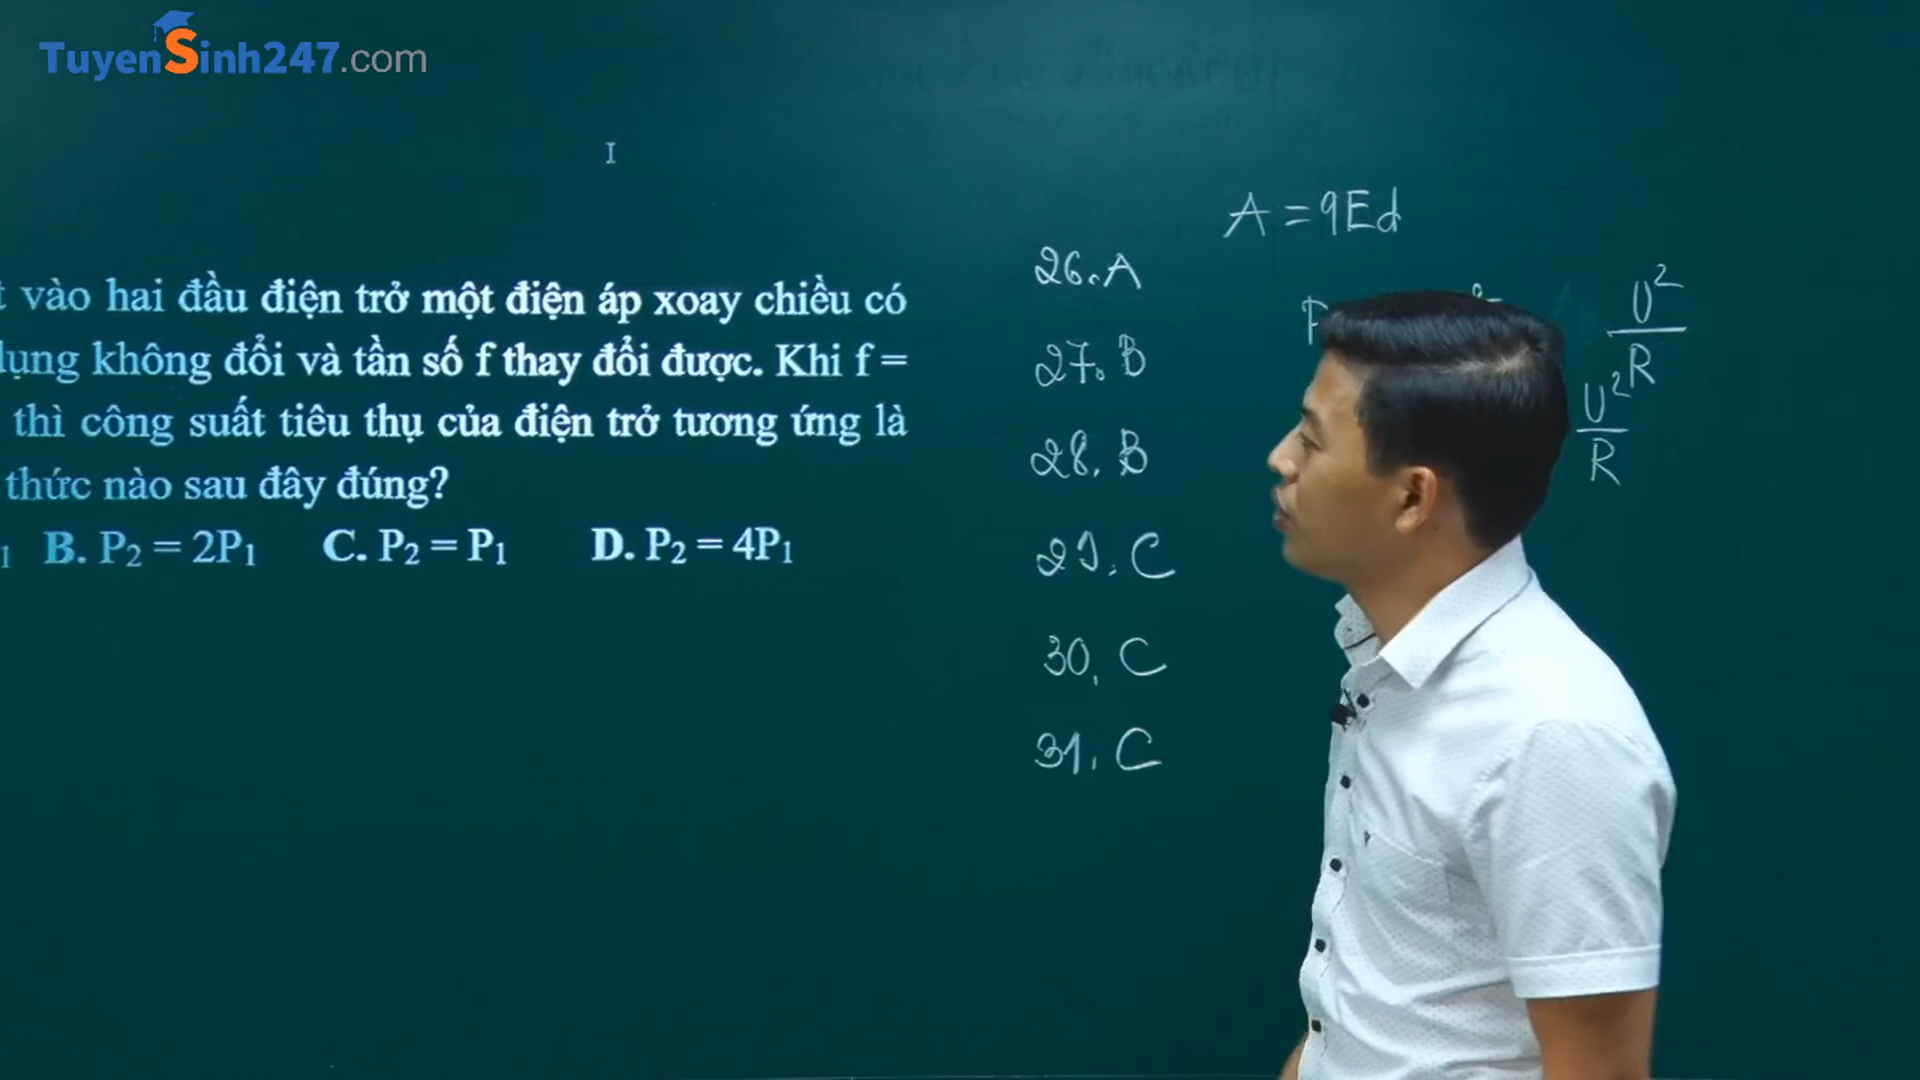 TuyenSinh247.com
vào hai đầu điện trở một điện áp xoay chiều có
dụng không đổi và tần số f thay đổi được. Khi f =
thì công suất tiêu thụ của điện trở tương ứng là
thức nào sau đây đúng?
1 B. P2 = 2P1 C. P2 = P1 D. P2 = 4P1
A = qEd
26. A
27. B
28. B
29. C
30. C
31. C
P
U²
R
U²
R